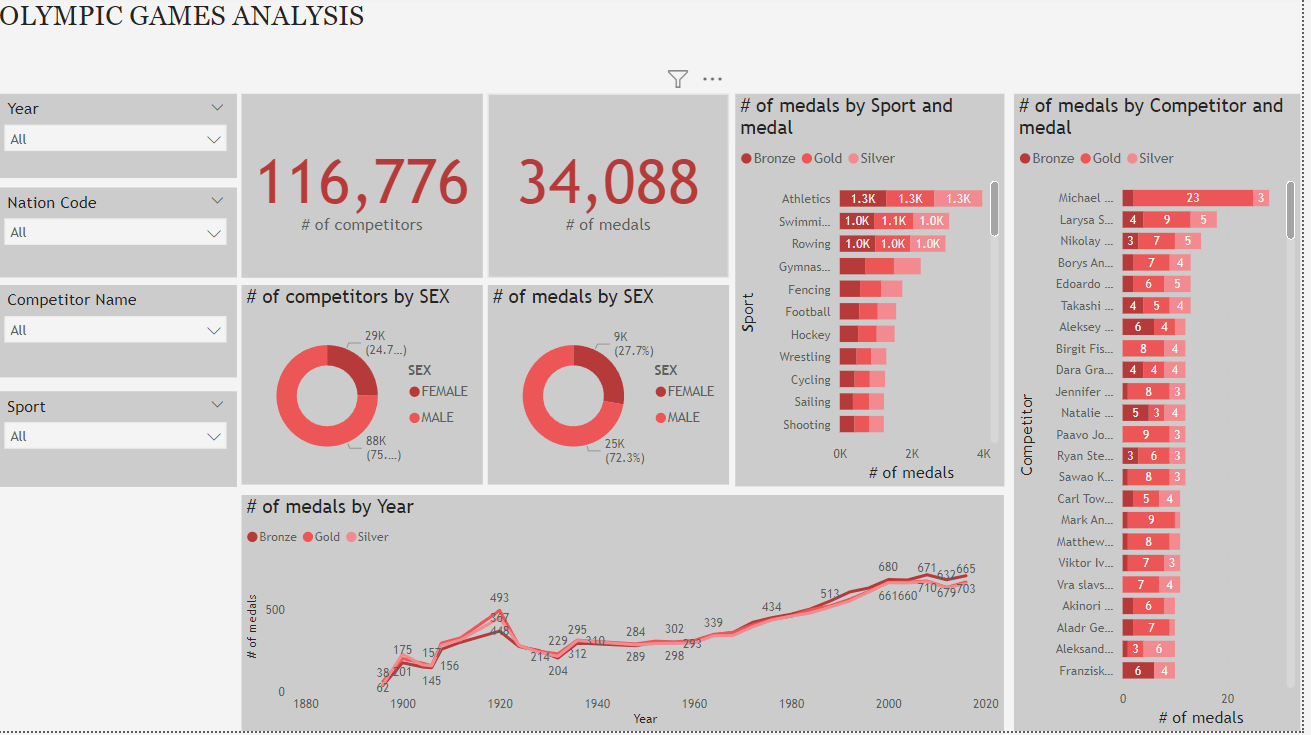 OLYMPIC GAMES ANALYSIS
Year
All
Nation Code
All
Competitor Name
All
Sport
All
116,776
# of competitors
34,088
# of medals
# of competitors by SEX
29K
(24.7...)
SEX
FEMALE
MALE
88K
(75....)
# of medals by SEX
9K
(27.7%)
SEX
FEMALE
MALE
25K
(72.3%)
# of medals by Sport and
medal
Bronze Gold Silver
Sport
Athletics 1.3K 1.3K 1.3K
Swimmi... 1.0K 1.1K 1.0K
Rowing 1.0K 1.0K 1.0K
Gymnas...
Fencing
Football
Hockey
Wrestling
Cycling
Sailing
Shooting
0K 2K 4K
# of medals
# of medals by Competitor and
medal
Bronze Gold Silver
Competitor
Michael ... 23 3
Larysa S... 4 9 5
Nikolay ... 3 7 5
Borys An... 7 4
Edoardo ... 6 5
Takashi ... 4 5 4
Aleksey ... 6 4
Birgit Fis... 8 4
Dara Gra... 4 4 4
Jennifer ... 8 3
Natalie ... 5 3 4
Paavo Jo... 9 3
Ryan Ste... 3 6 3
Sawao K... 8 3
Carl Tow... 5 4
Mark An... 9
Matthew... 8
Viktor Iv... 7 3
Vra slavs... 7 4
Akinori ... 6
Aladr Ge... 7
Aleksand... 3 6
Franzisk... 6 4
0 20
# of medals
# of medals by Year
Bronze Gold Silver
# of medals
500
0
38
62
175
201
157
145
156
493
367
448
214
229
204
295
312
310
284
289
302
298
293
339
434
513
680
661
660
671
710
632
679
665
703
1880 1900 1920 1940 1960 1980 2000 2020
Year